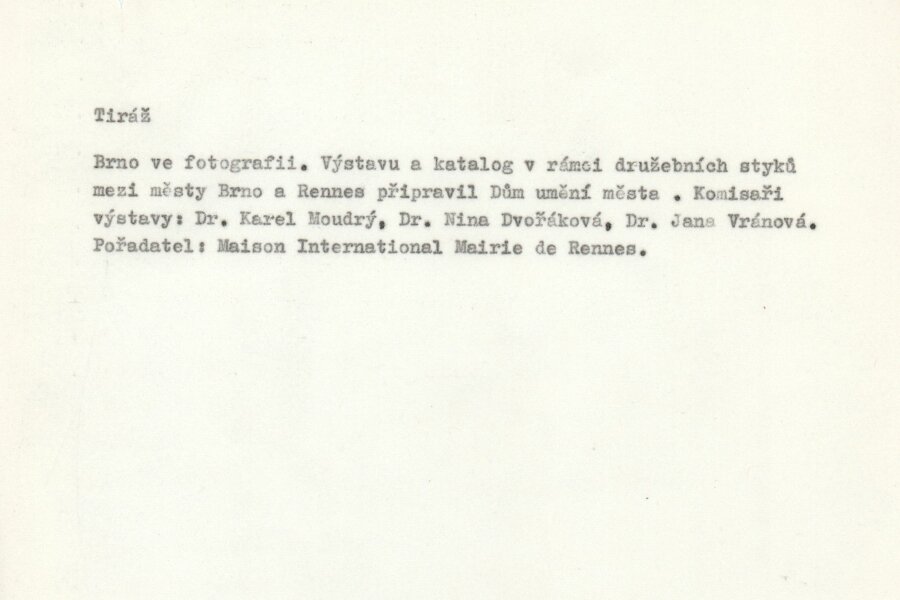 Tiráž
Brno ve fotografii. Výstavu a katalog v rámci družebních styků
mezi městy Brno a Rennes připravil Dům umění města . Komisaři
výstavy: Dr. Karel Moudrý, Dr. Nina Dvořáková, Dr. Jana Vránová.
Pořadatel: Maison International Mairie de Rennes.